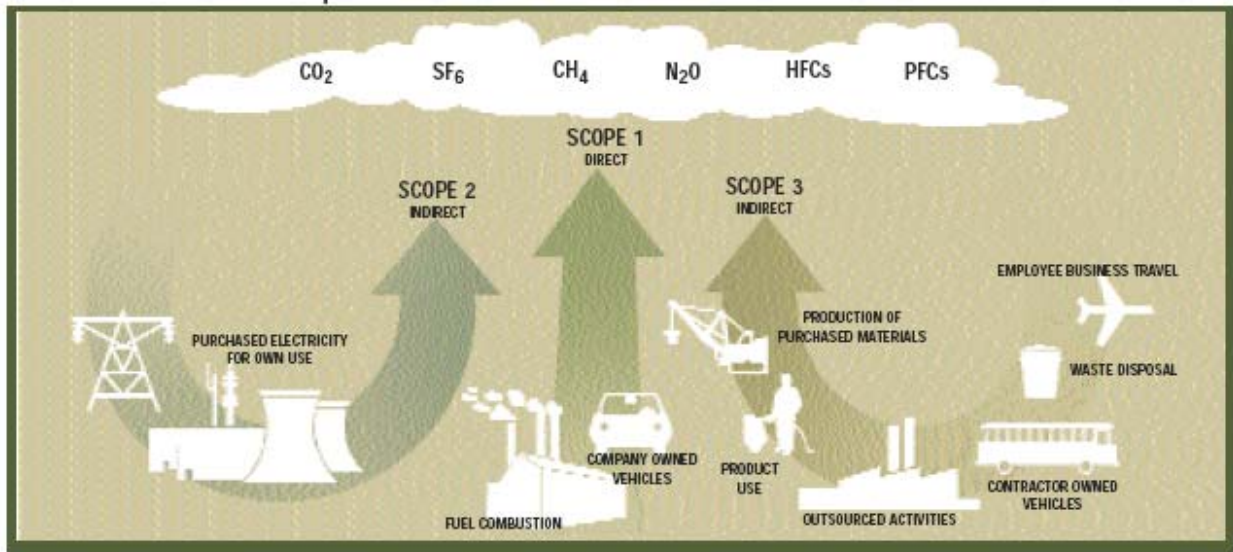 CO₂ SF₆ CH₄ N₂O HFCs PFCs
SCOPE 1
DIRECT
SCOPE 2
INDIRECT
SCOPE 3
INDIRECT
EMPLOYEE BUSINESS TRAVEL
PURCHASED ELECTRICITY
FOR OWN USE
PRODUCTION OF
PURCHASED MATERIALS
WASTE DISPOSAL
COMPANY OWNED
VEHICLES
PRODUCT
USE
CONTRACTOR OWNED
VEHICLES
FUEL COMBUSTION
OUTSOURCED ACTIVITIES